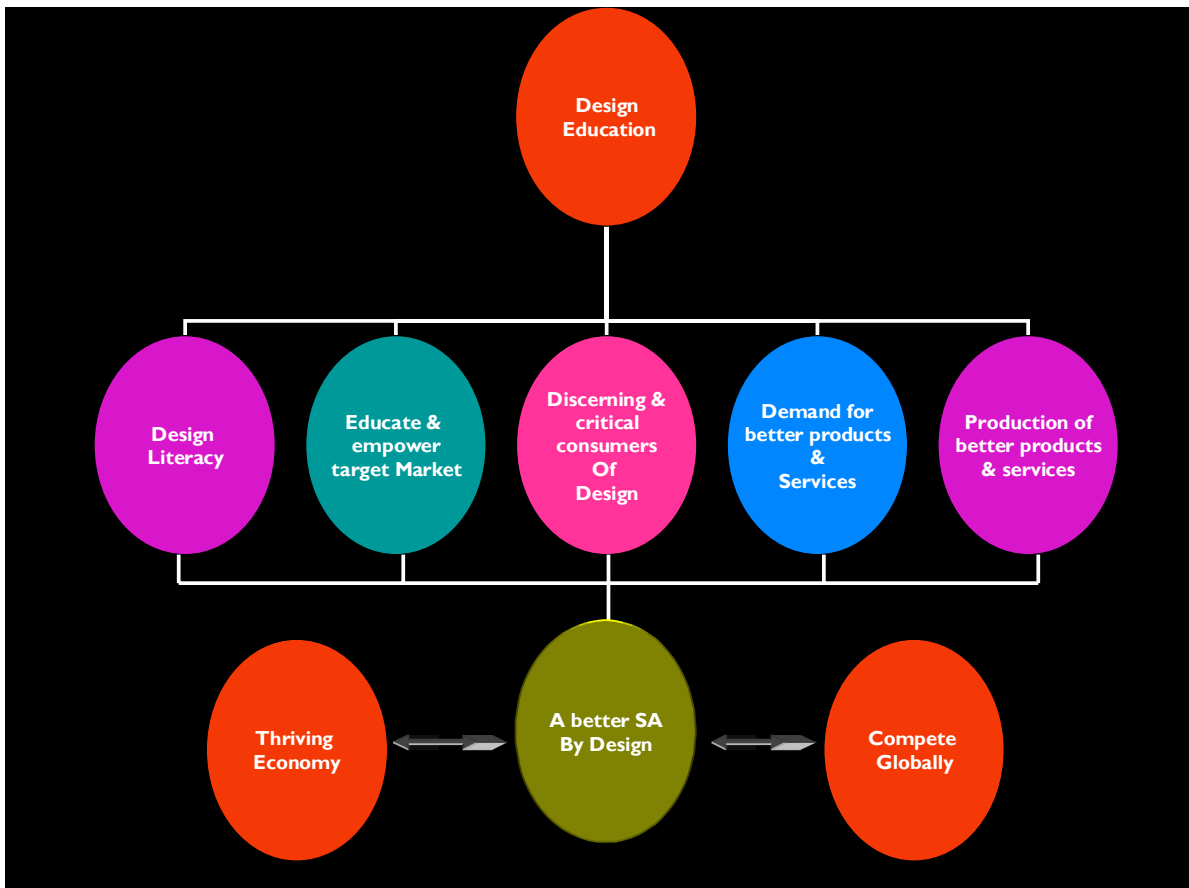 Design
Education
Design
Literacy
Educate &
empower
target Market
Discerning &
critical
consumers
Of
Design
Demand for
better products
&
Services
Production of
better products
& services
Thriving
Economy
A better SA
By Design
Compete
Globally